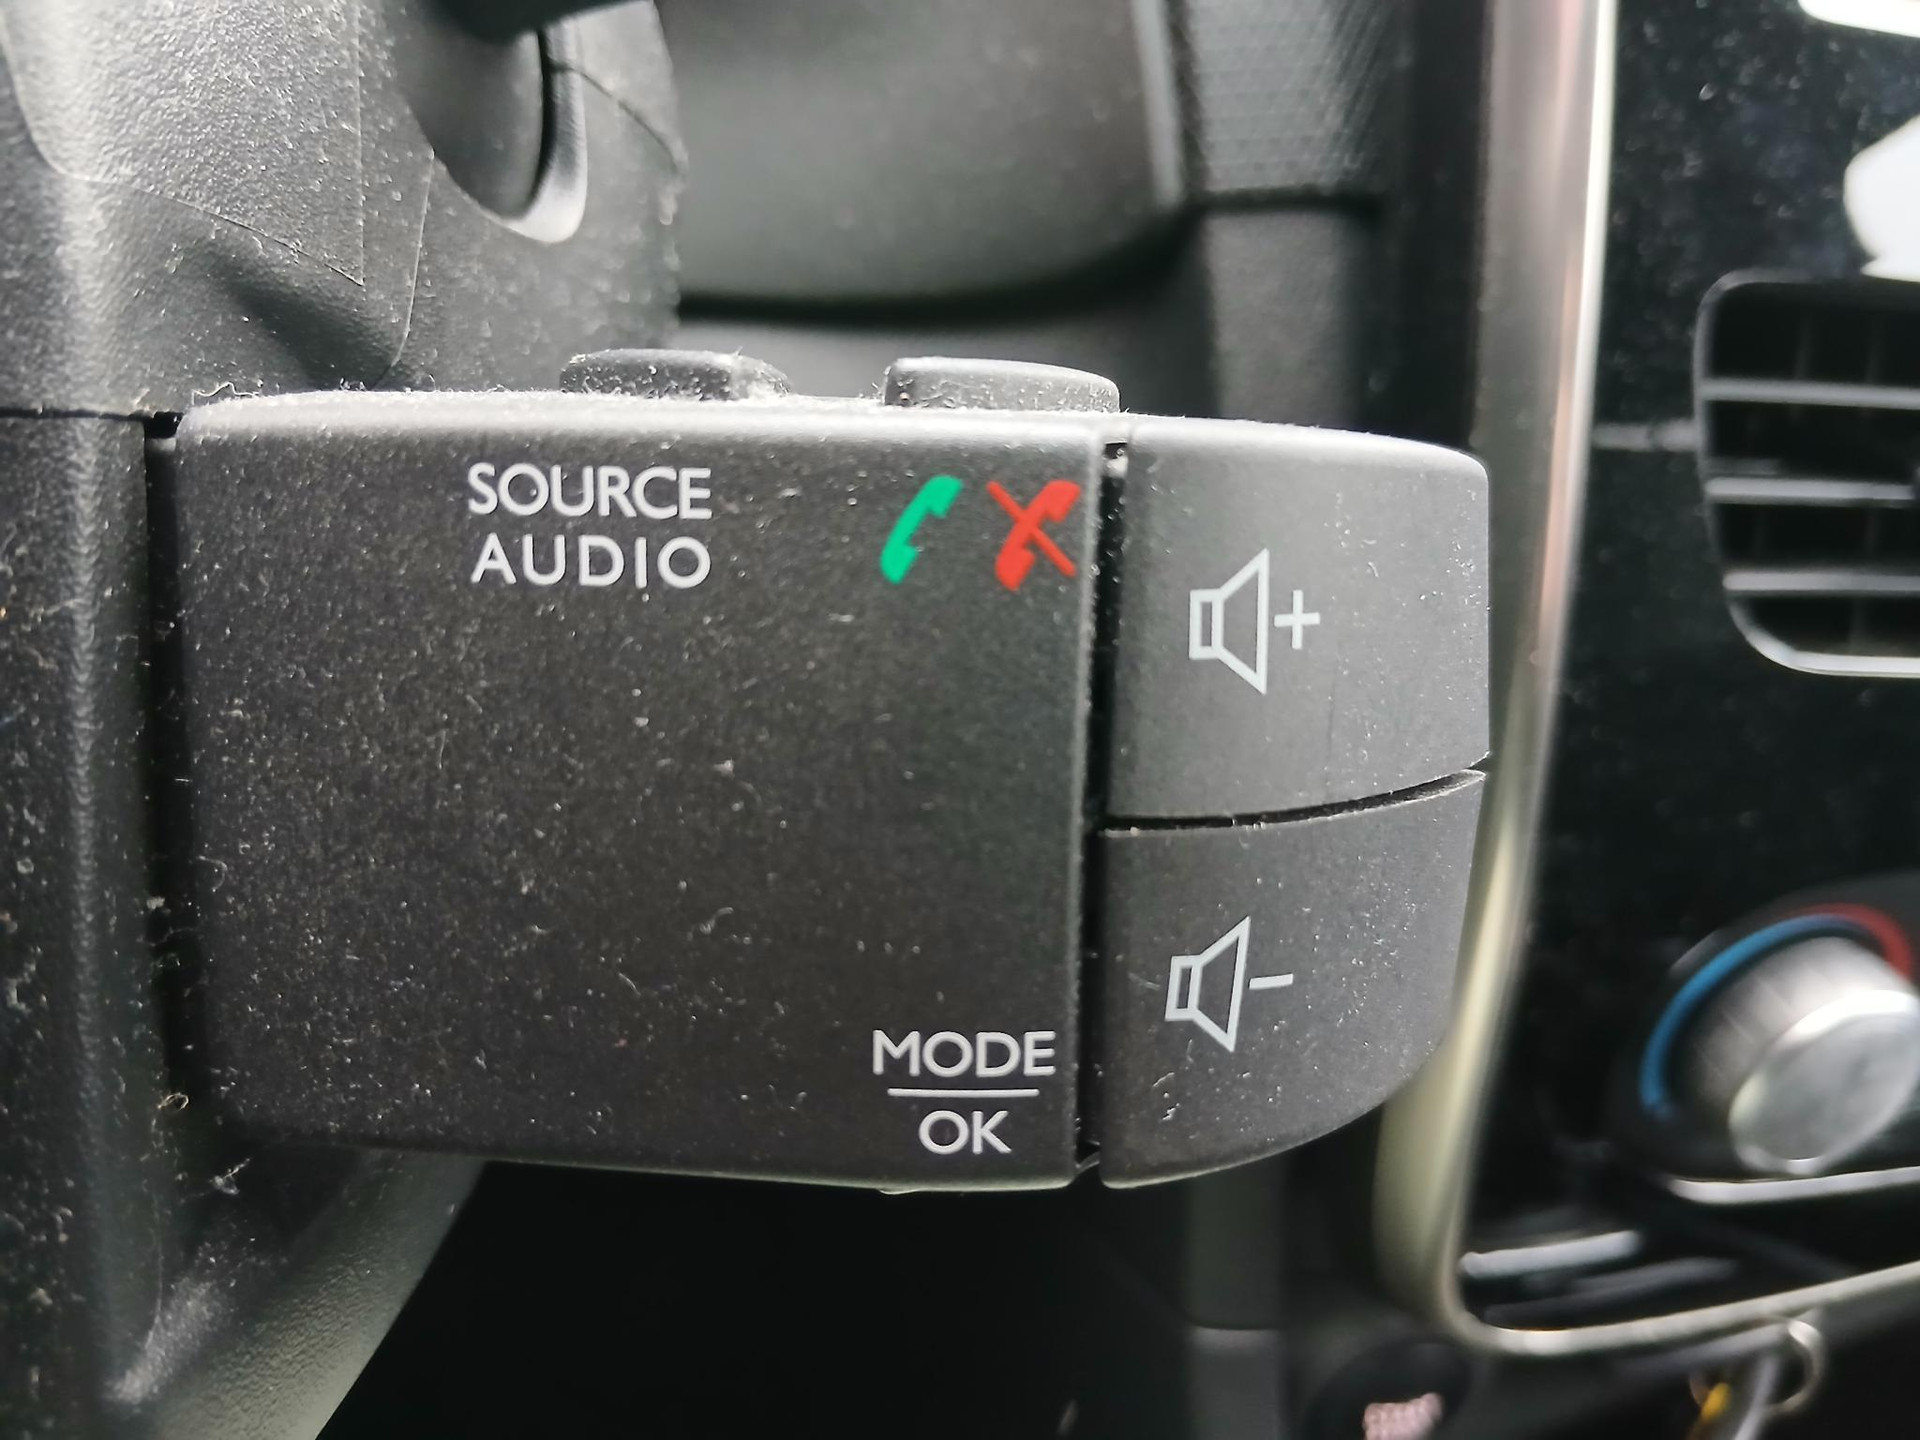 SOURCE
AUDIO
+
-
MODE
OK